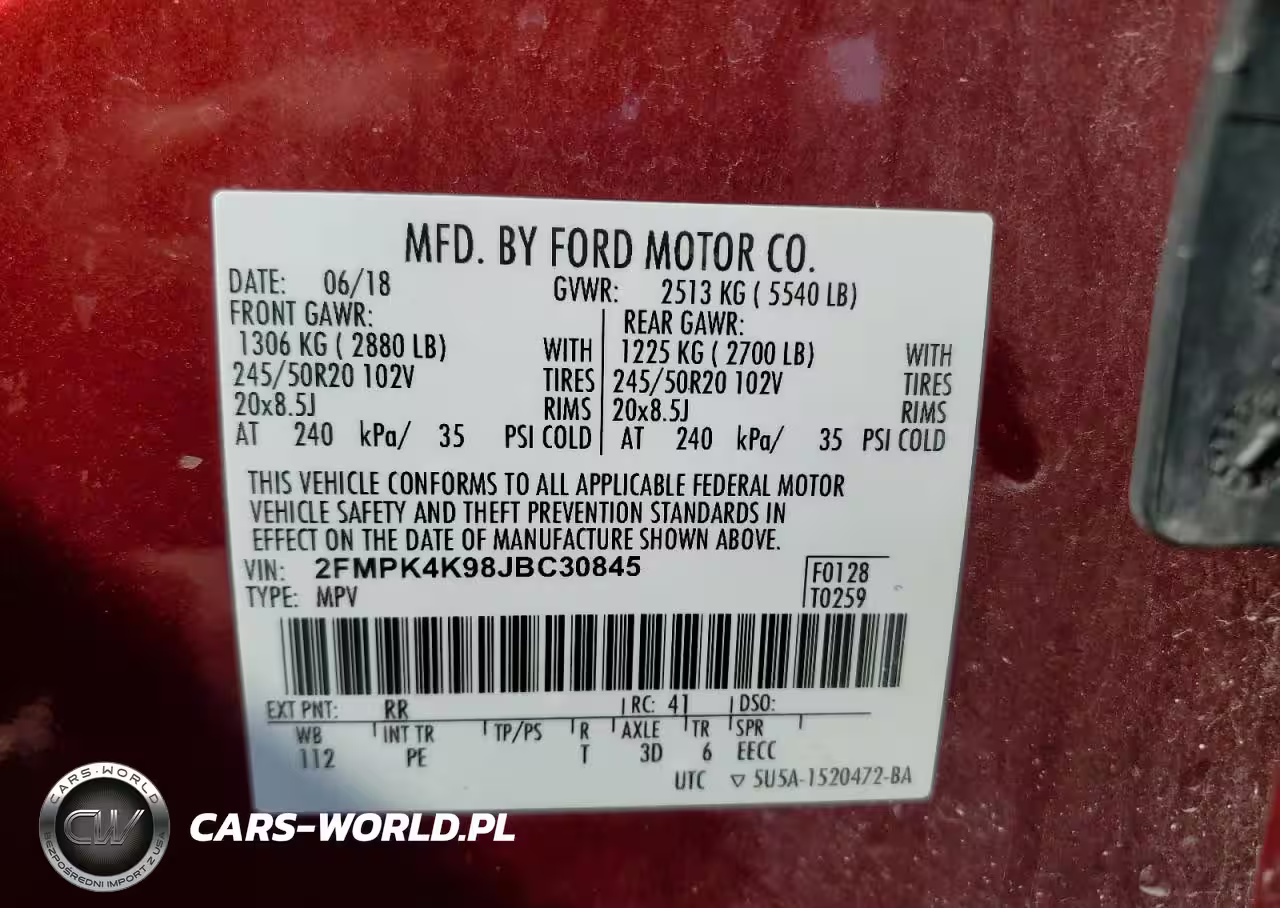 MFD. BY FORD MOTOR CO.
DATE: 06/18 GVWR: 2513 KG ( 5540 LB)
FRONT GAWR: REAR GAWR:
1306 KG ( 2880 LB) WITH 1225 KG ( 2700 LB) WITH
245/50R20 102V TIRES 245/50R20 102V TIRES
20x8.5J RIMS 20x8.5J RIMS
AT 240 kPa/ 35 PSI COLD AT 240 kPa/ 35 PSI COLD
THIS VEHICLE CONFORMS TO ALL APPLICABLE FEDERAL MOTOR
VEHICLE SAFETY AND THEFT PREVENTION STANDARDS IN
EFFECT ON THE DATE OF MANUFACTURE SHOWN ABOVE.
VIN: 2FMPK4K98JBC30845 F0128
TYPE: MPV T0259
EXT PNT: RR RC: 41 DSO:
WB INT TR TP/PS R AXLE TR SPR
112 PE T 3D 6 EECC
UTC ▽ 5U5A-1520472-BA
CARS-WORLD
CW
BEZPOŚREDNI IMPORT Z USA
CARS-WORLD.PL